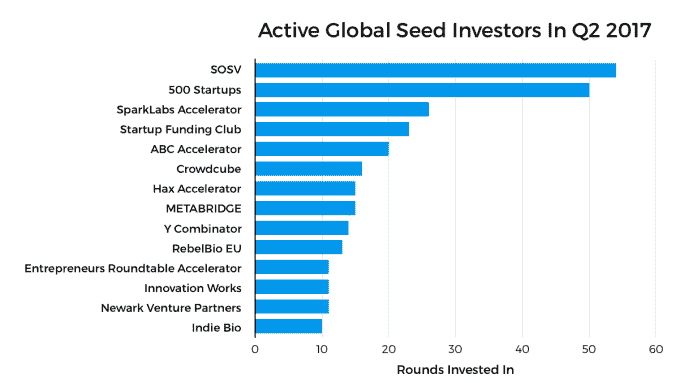 Active Global Seed Investors In Q2 2017
SOSV
500 Startups
SparkLabs Accelerator
Startup Funding Club
ABC Accelerator
Crowdcube
Hax Accelerator
METABRIDGE
Y Combinator
RebelBio EU
Entrepreneurs Roundtable Accelerator
Innovation Works
Newark Venture Partners
Indie Bio
0 10 20 30 40 50 60
Rounds Invested In